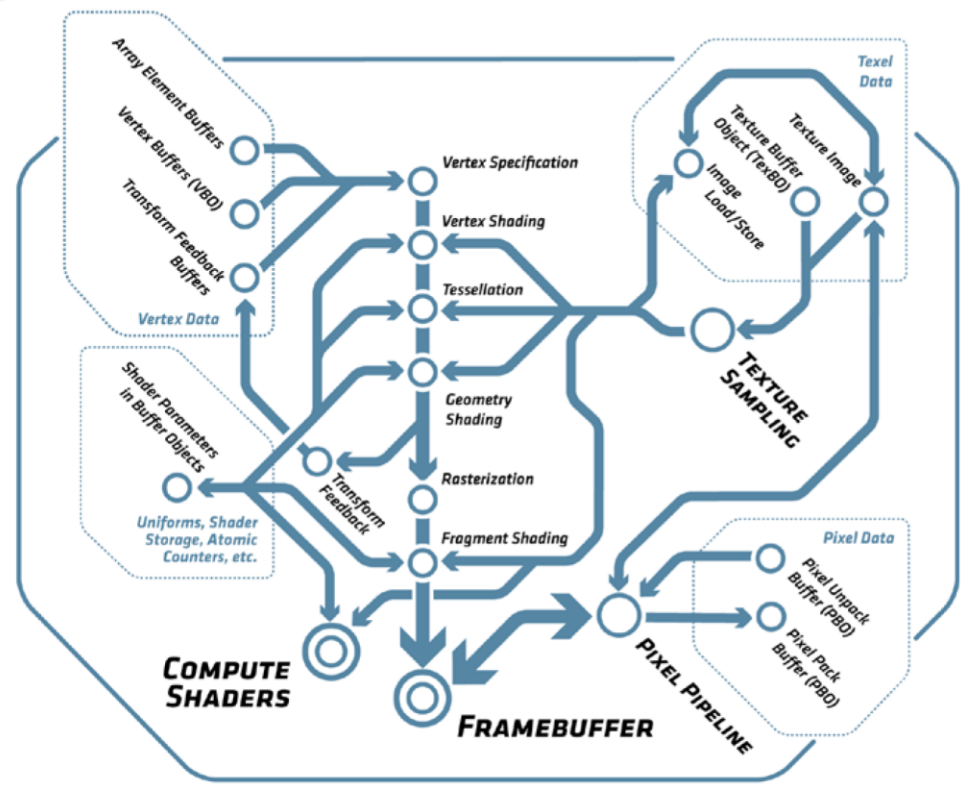 Array Element Buffers
Vertex Buffers (VBO)
Transform Feedback
Buffers
Vertex Data
Vertex Specification
Vertex Shading
Tessellation
Geometry
Shading
Rasterization
Fragment Shading
Texel
Data
Texture Image
Texture Buffer
Object (TexBO)
Image
Load/Store
Texture
Sampling
Shader Parameters
in Buffer Objects
Uniforms, Shader
Storage, Atomic
Counters, etc.
Transform
Feedback
Pixel Data
Pixel Unpack
Buffer (PBO)
Pixel Pack
Buffer (PBO)
Compute
Shaders
Framebuffer
Pixel Pipeline